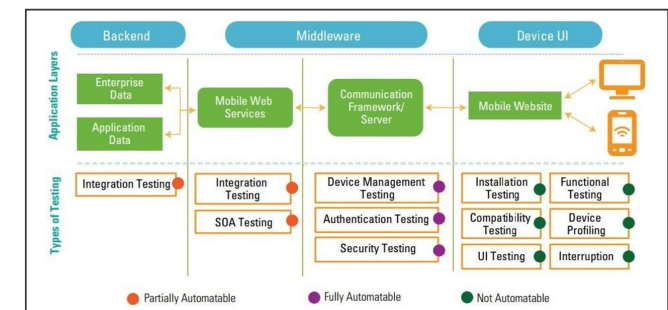 Backend
Middleware
Device UI
Application Layers
Enterprise
Data
Application
Data
Mobile Web
Services
Communication
Framework/
Server
Mobile Website
Types of Testing
Integration Testing
Integration
Testing
SOA Testing
Device Management
Testing
Authentication Testing
Security Testing
Installation
Testing
Functional
Testing
Compatibility
Testing
Device
Profiling
UI Testing
Interruption
Partially Automatable
Fully Automatable
Not Automatable